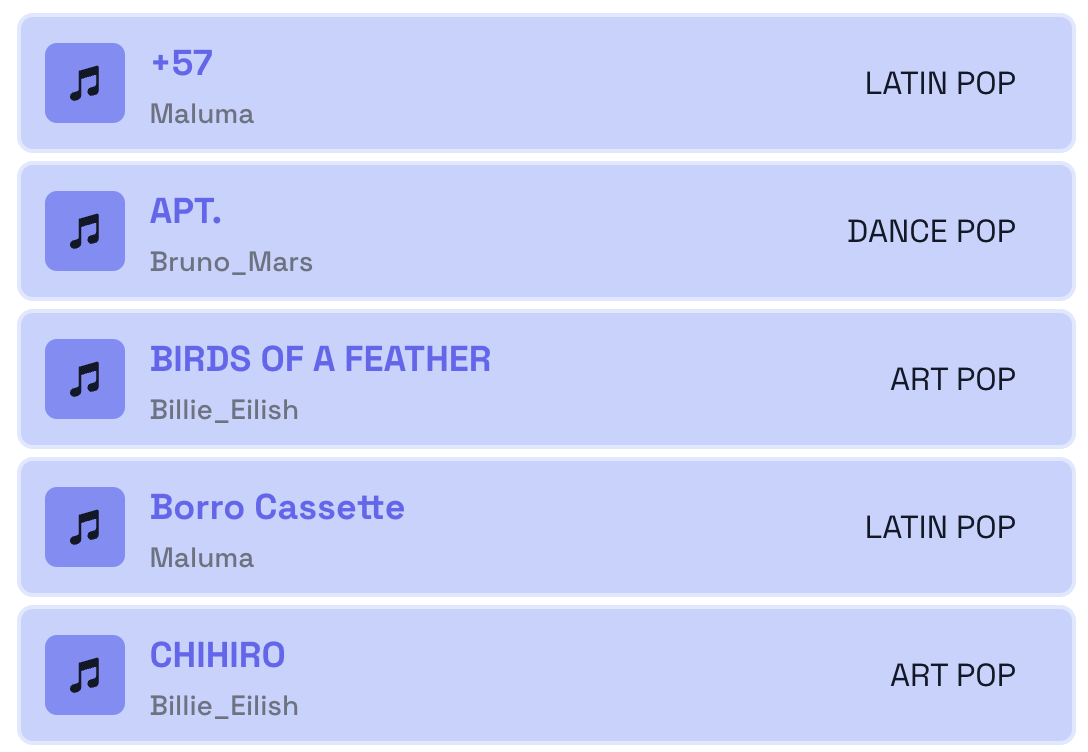 +57
Maluma
LATIN POP
APT.
Bruno_Mars
DANCE POP
BIRDS OF A FEATHER
Billie_Eilish
ART POP
Borro Cassette
Maluma
LATIN POP
CHIHIRO
Billie_Eilish
ART POP